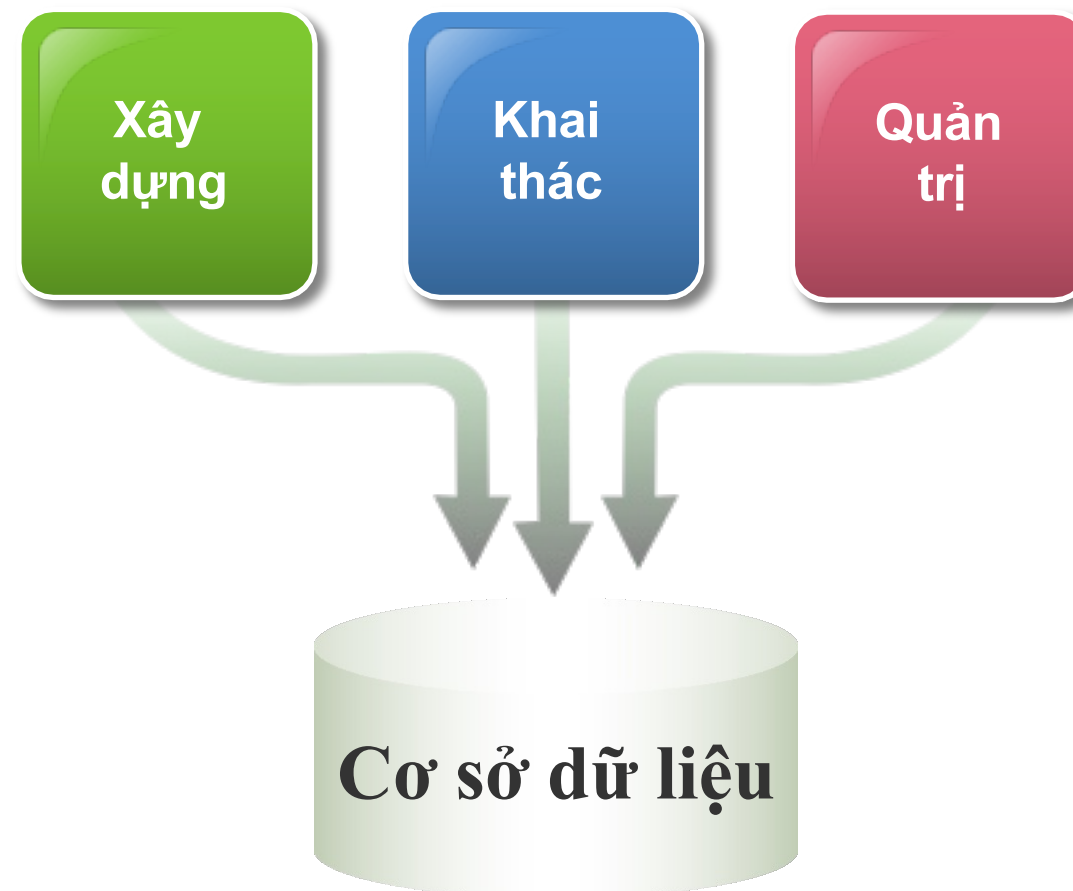 Xây
dựng
Khai
thác
Quản
trị
Cơ sở dữ liệu